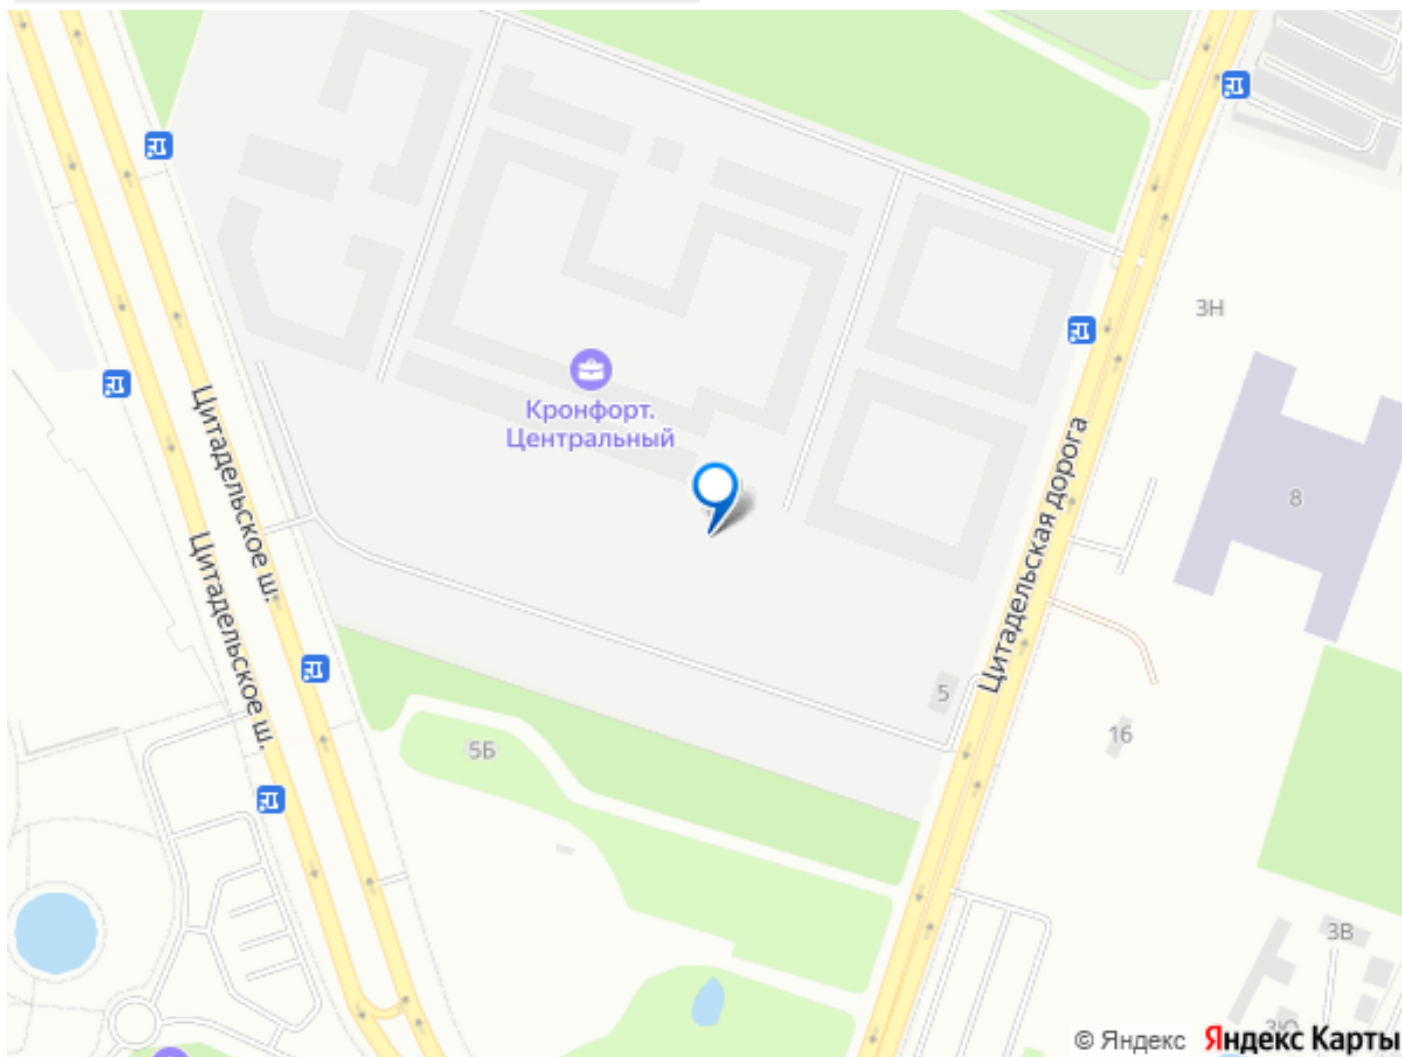 3Н
Кронфорт.
Центральный
8
Цитадельское ш.
Цитадельское ш.
Цитадельская дорога
5
16
5Б
3В
© Яндекс Яндекс Карты